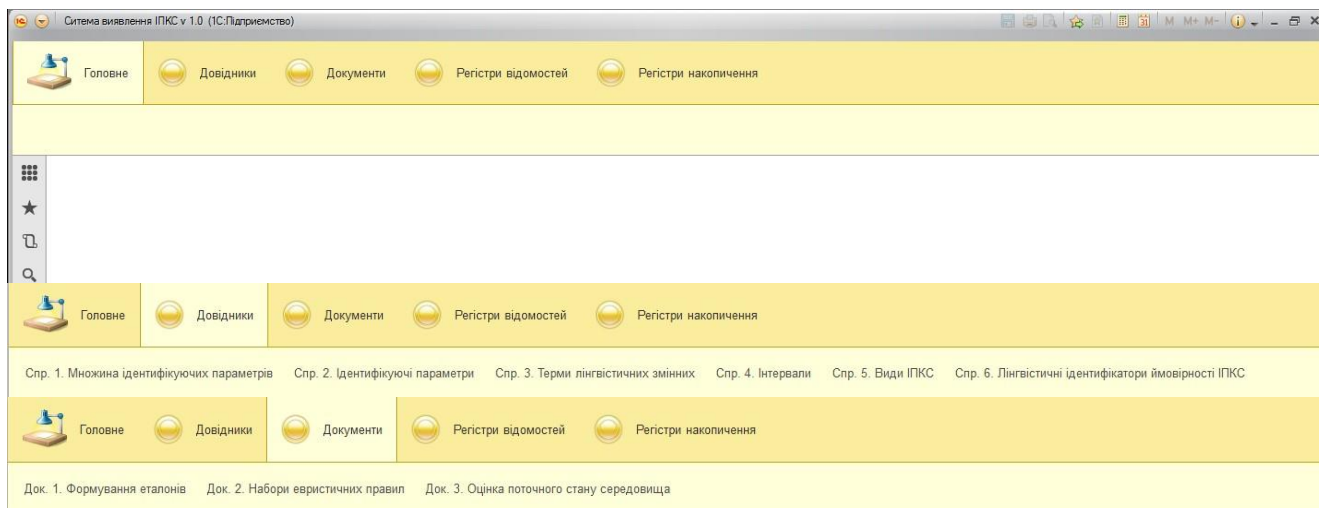 Ситема виявлення ІПКС v 1.0 (1С:Підприємство) 31 M M+ M-
Головне Довідники Документи Регістри відомостей Регістри накопичення
Головне Довідники Документи Регістри відомостей Регістри накопичення
Спр. 1. Множина ідентифікуючих параметрів Спр. 2. Ідентифікуючі параметри Спр. 3. Терми лінгвістичних змінних Спр. 4. Інтервали Спр. 5. Види ІПКС Спр. 6. Лінгвістичні ідентифікатори ймовірності ІПКС
Головне Довідники Документи Регістри відомостей Регістри накопичення
Док. 1. Формування еталонів Док. 2. Набори евристичних правил Док. 3. Оцінка поточного стану середовища